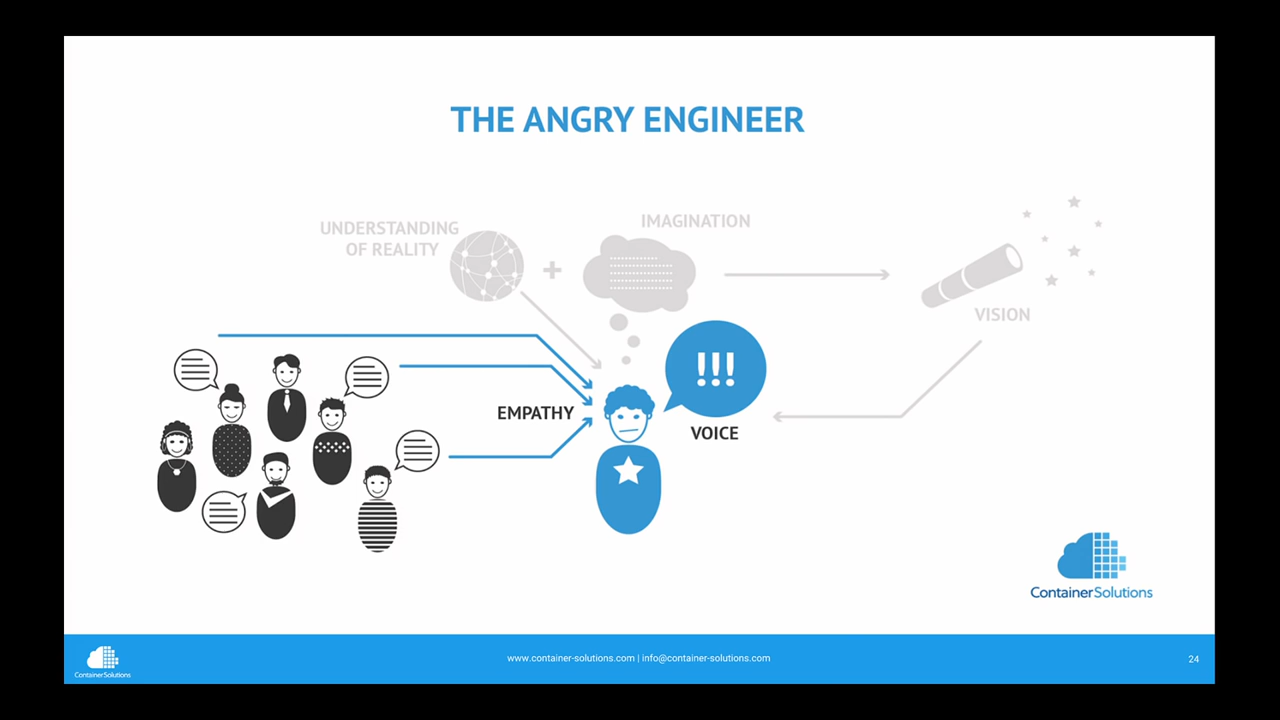 THE ANGRY ENGINEER
UNDERSTANDING
OF REALITY
+
IMAGINATION
VISION
!!!
EMPATHY
VOICE
ContainerSolutions
ContainerSolutions
www.container-solutions.com | info@container-solutions.com
24